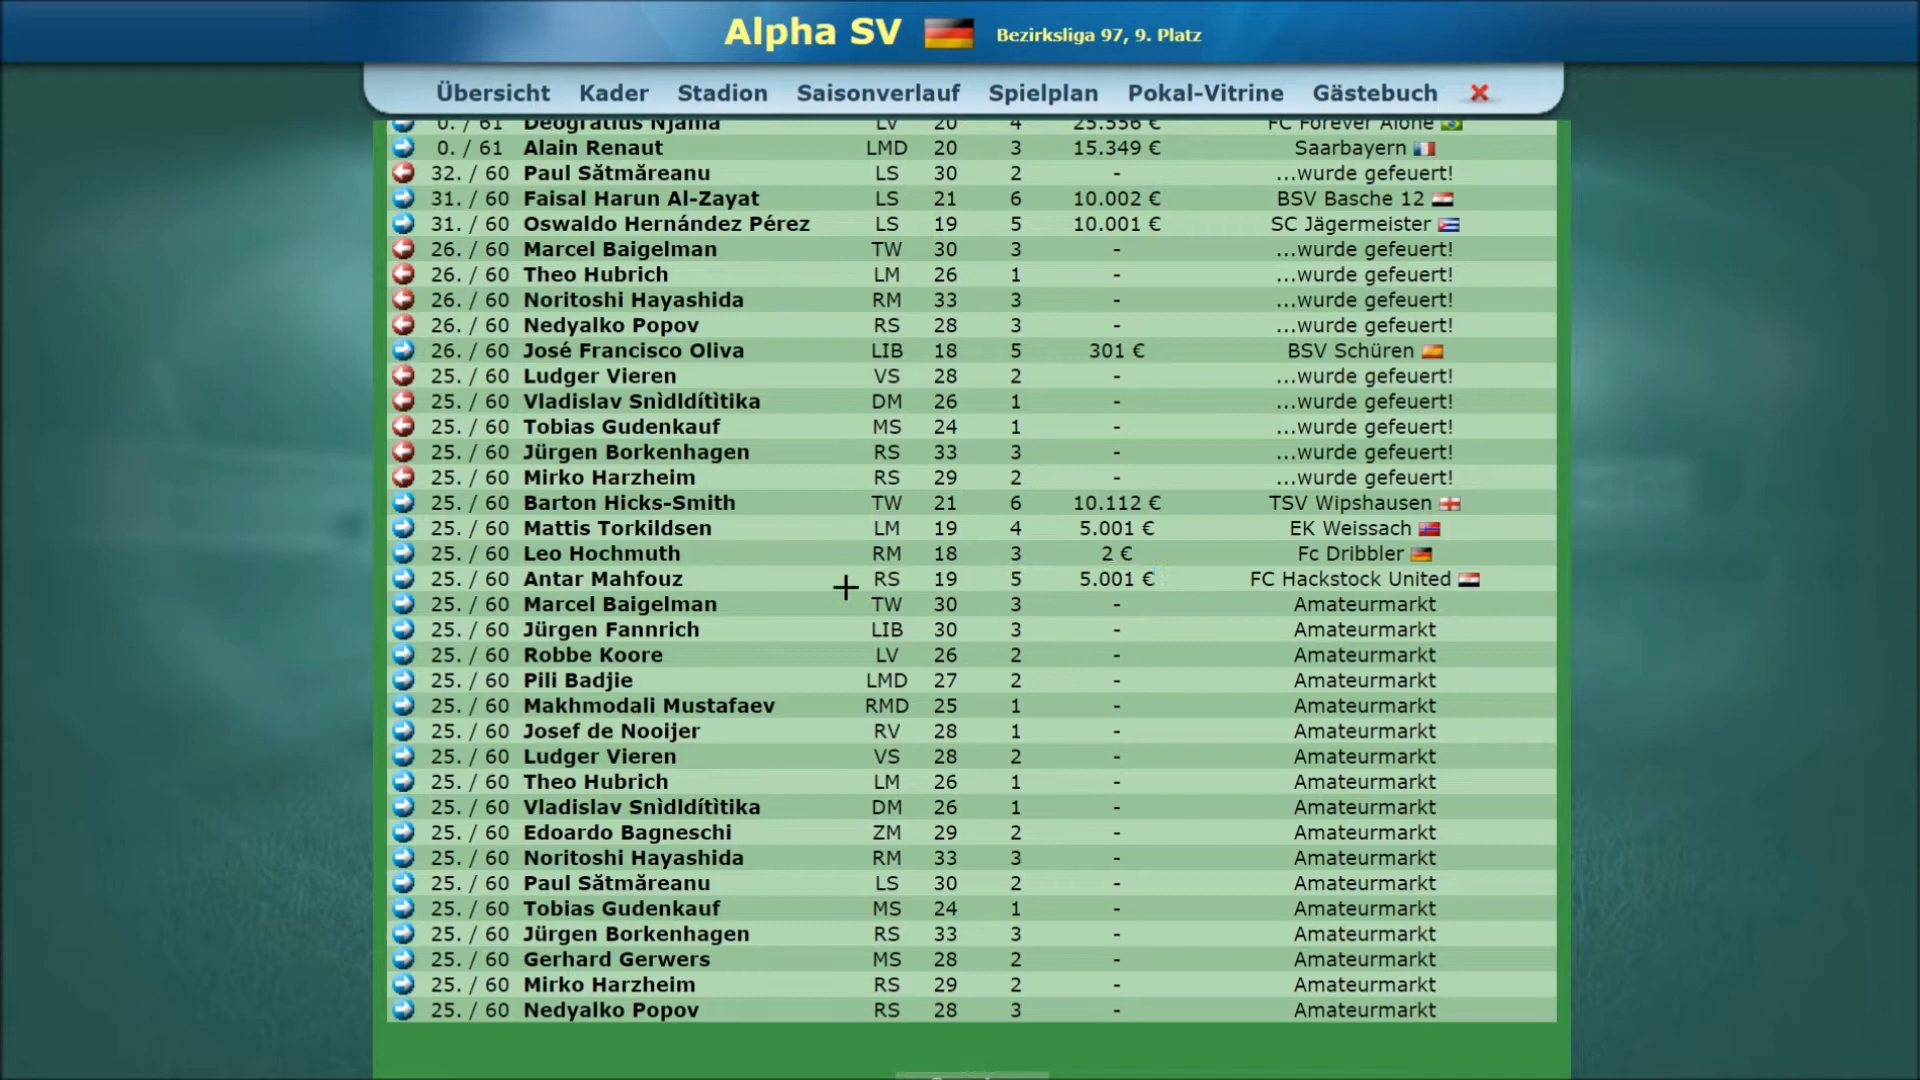 Alpha SV Bezirksliga 97, 9. Platz
Übersicht Kader Stadion Saisonverlauf Spielplan Pokal-Vitrine Gästebuch
0. / 61 Deogratius Njama LV 20 4 25.556 € FC Forever Alone
0. / 61 Alain Renaut LMD 20 3 15.349 € Saarbayern
32. / 60 Paul Sătmăreanu LS 30 2 - ...wurde gefeuert!
31. / 60 Faisal Harun Al-Zayat LS 21 6 10.002 € BSV Basche 12
31. / 60 Oswaldo Hernández Pérez LS 19 5 10.001 € SC Jägermeister
26. / 60 Marcel Baigelman TW 30 3 - ...wurde gefeuert!
26. / 60 Theo Hubrich LM 26 1 - ...wurde gefeuert!
26. / 60 Noritoshi Hayashida RM 33 3 - ...wurde gefeuert!
26. / 60 Nedyalko Popov RS 28 3 - ...wurde gefeuert!
26. / 60 José Francisco Oliva LIB 18 5 301 € BSV Schüren
25. / 60 Ludger Vieren VS 28 2 - ...wurde gefeuert!
25. / 60 Vladislav Snìdldítìtika DM 26 1 - ...wurde gefeuert!
25. / 60 Tobias Gudenkauf MS 24 1 - ...wurde gefeuert!
25. / 60 Jürgen Borkenhagen RS 33 3 - ...wurde gefeuert!
25. / 60 Mirko Harzheim RS 29 2 - ...wurde gefeuert!
25. / 60 Barton Hicks-Smith TW 21 6 10.112 € TSV Wipshausen
25. / 60 Mattis Torkildsen LM 19 4 5.001 € EK Weissach
25. / 60 Leo Hochmuth RM 18 3 2 € Fc Dribbler
25. / 60 Antar Mahfouz RS 19 5 5.001 € FC Hackstock United
25. / 60 Marcel Baigelman TW 30 3 - Amateurmarkt
25. / 60 Jürgen Fannrich LIB 30 3 - Amateurmarkt
25. / 60 Robbe Koore LV 26 2 - Amateurmarkt
25. / 60 Pili Badjie LMD 27 2 - Amateurmarkt
25. / 60 Makhmodali Mustafaev RMD 25 1 - Amateurmarkt
25. / 60 Josef de Nooijer RV 28 1 - Amateurmarkt
25. / 60 Ludger Vieren VS 28 2 - Amateurmarkt
25. / 60 Theo Hubrich LM 26 1 - Amateurmarkt
25. / 60 Vladislav Snìdldítìtika DM 26 1 - Amateurmarkt
25. / 60 Edoardo Bagneschi ZM 29 2 - Amateurmarkt
25. / 60 Noritoshi Hayashida RM 33 3 - Amateurmarkt
25. / 60 Paul Sătmăreanu LS 30 2 - Amateurmarkt
25. / 60 Tobias Gudenkauf MS 24 1 - Amateurmarkt
25. / 60 Jürgen Borkenhagen RS 33 3 - Amateurmarkt
25. / 60 Gerhard Gerwers MS 28 2 - Amateurmarkt
25. / 60 Mirko Harzheim RS 29 2 - Amateurmarkt
25. / 60 Nedyalko Popov RS 28 3 - Amateurmarkt